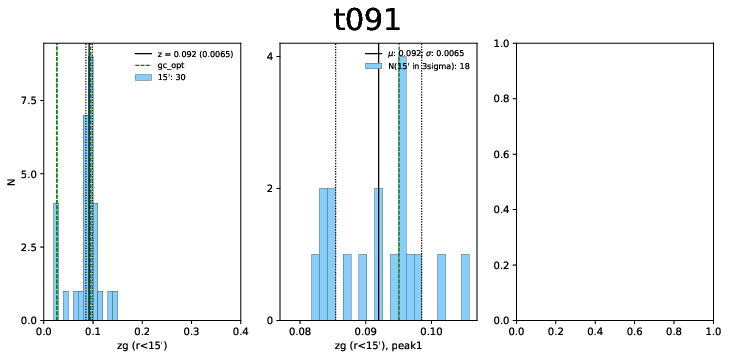 t091
z = 0.092 (0.0065)
gc_opt
15': 30
N
7.5
5.0
2.5
0.0
0.0 0.1 0.2 0.3 0.4
zg (r<15')
μ: 0.092, σ: 0.0065
N(15' in 3sigma): 18
4
2
0
0.08 0.09 0.10
zg (r<15'), peak1
1.0
0.8
0.6
0.4
0.2
0.0
0.0 0.2 0.4 0.6 0.8 1.0